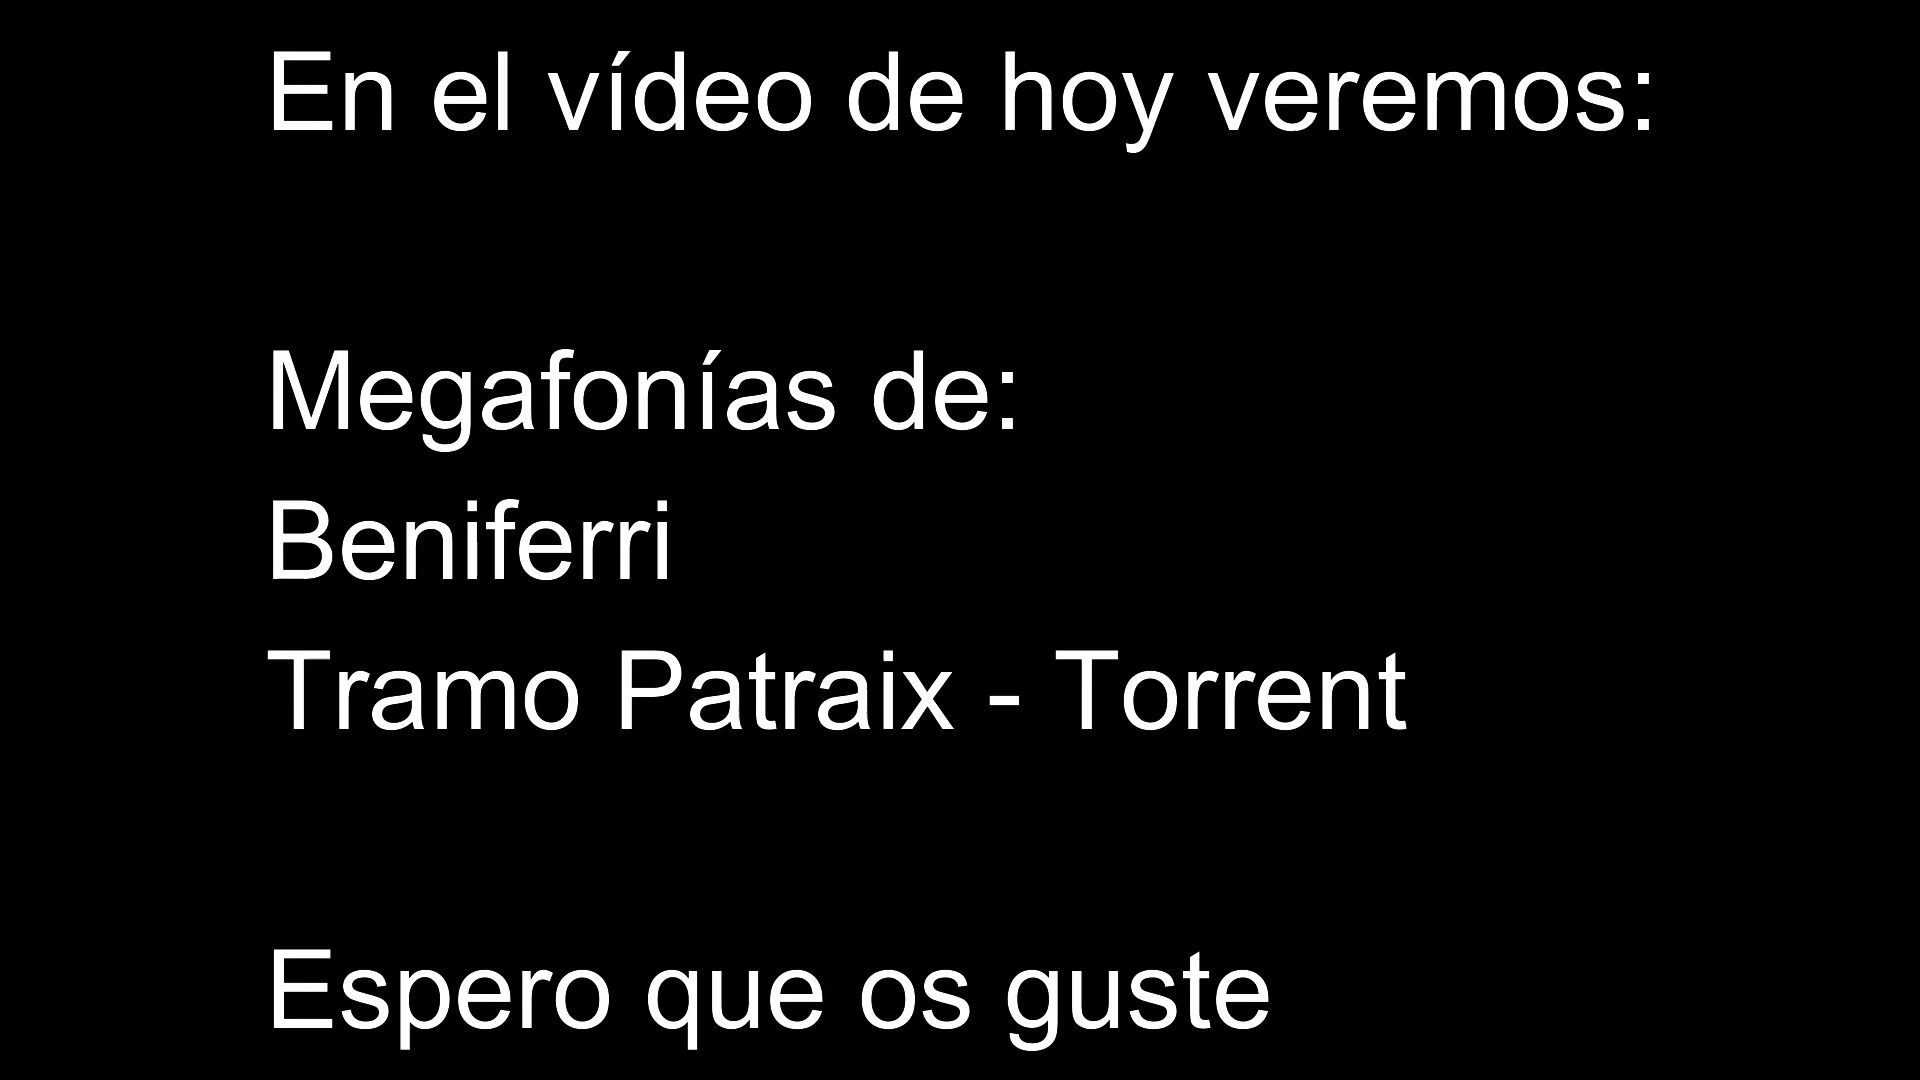 En el vídeo de hoy veremos:
Megafonías de:
Beniferri
Tramo Patraix - Torrent
Espero que os guste